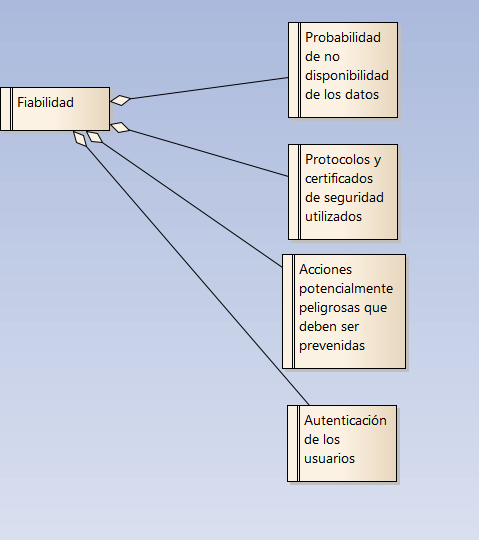 Fiabilidad
Probabilidad
de no
disponibilidad
de los datos
Protocolos y
certificados
de seguridad
utilizados
Acciones
potencialmente
peligrosas que
deben ser
prevenidas
Autenticación
de los
usuarios